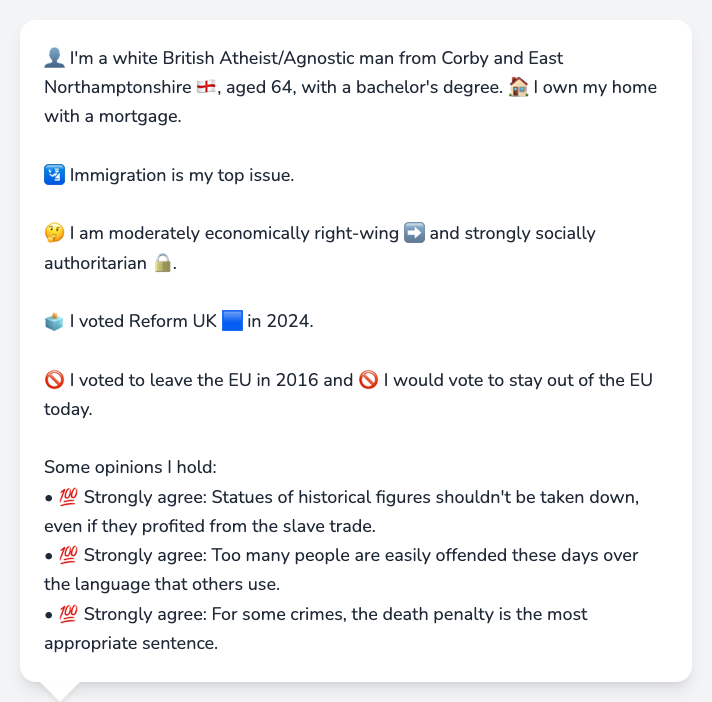 👤 I'm a white British Atheist/Agnostic man from Corby and East
Northamptonshire 🏴󠁧󠁢󠁥󠁮󠁧󠁿, aged 64, with a bachelor's degree. 🏠 I own my home
with a mortgage.
🛂 Immigration is my top issue.
🤔 I am moderately economically right-wing ➡️ and strongly socially
authoritarian 🔒.
🗳️ I voted Reform UK 🟦 in 2024.
🚫 I voted to leave the EU in 2016 and 🚫 I would vote to stay out of the EU
today.
Some opinions I hold:
• 💯 Strongly agree: Statues of historical figures shouldn't be taken down,
even if they profited from the slave trade.
• 💯 Strongly agree: Too many people are easily offended these days over
the language that others use.
• 💯 Strongly agree: For some crimes, the death penalty is the most
appropriate sentence.